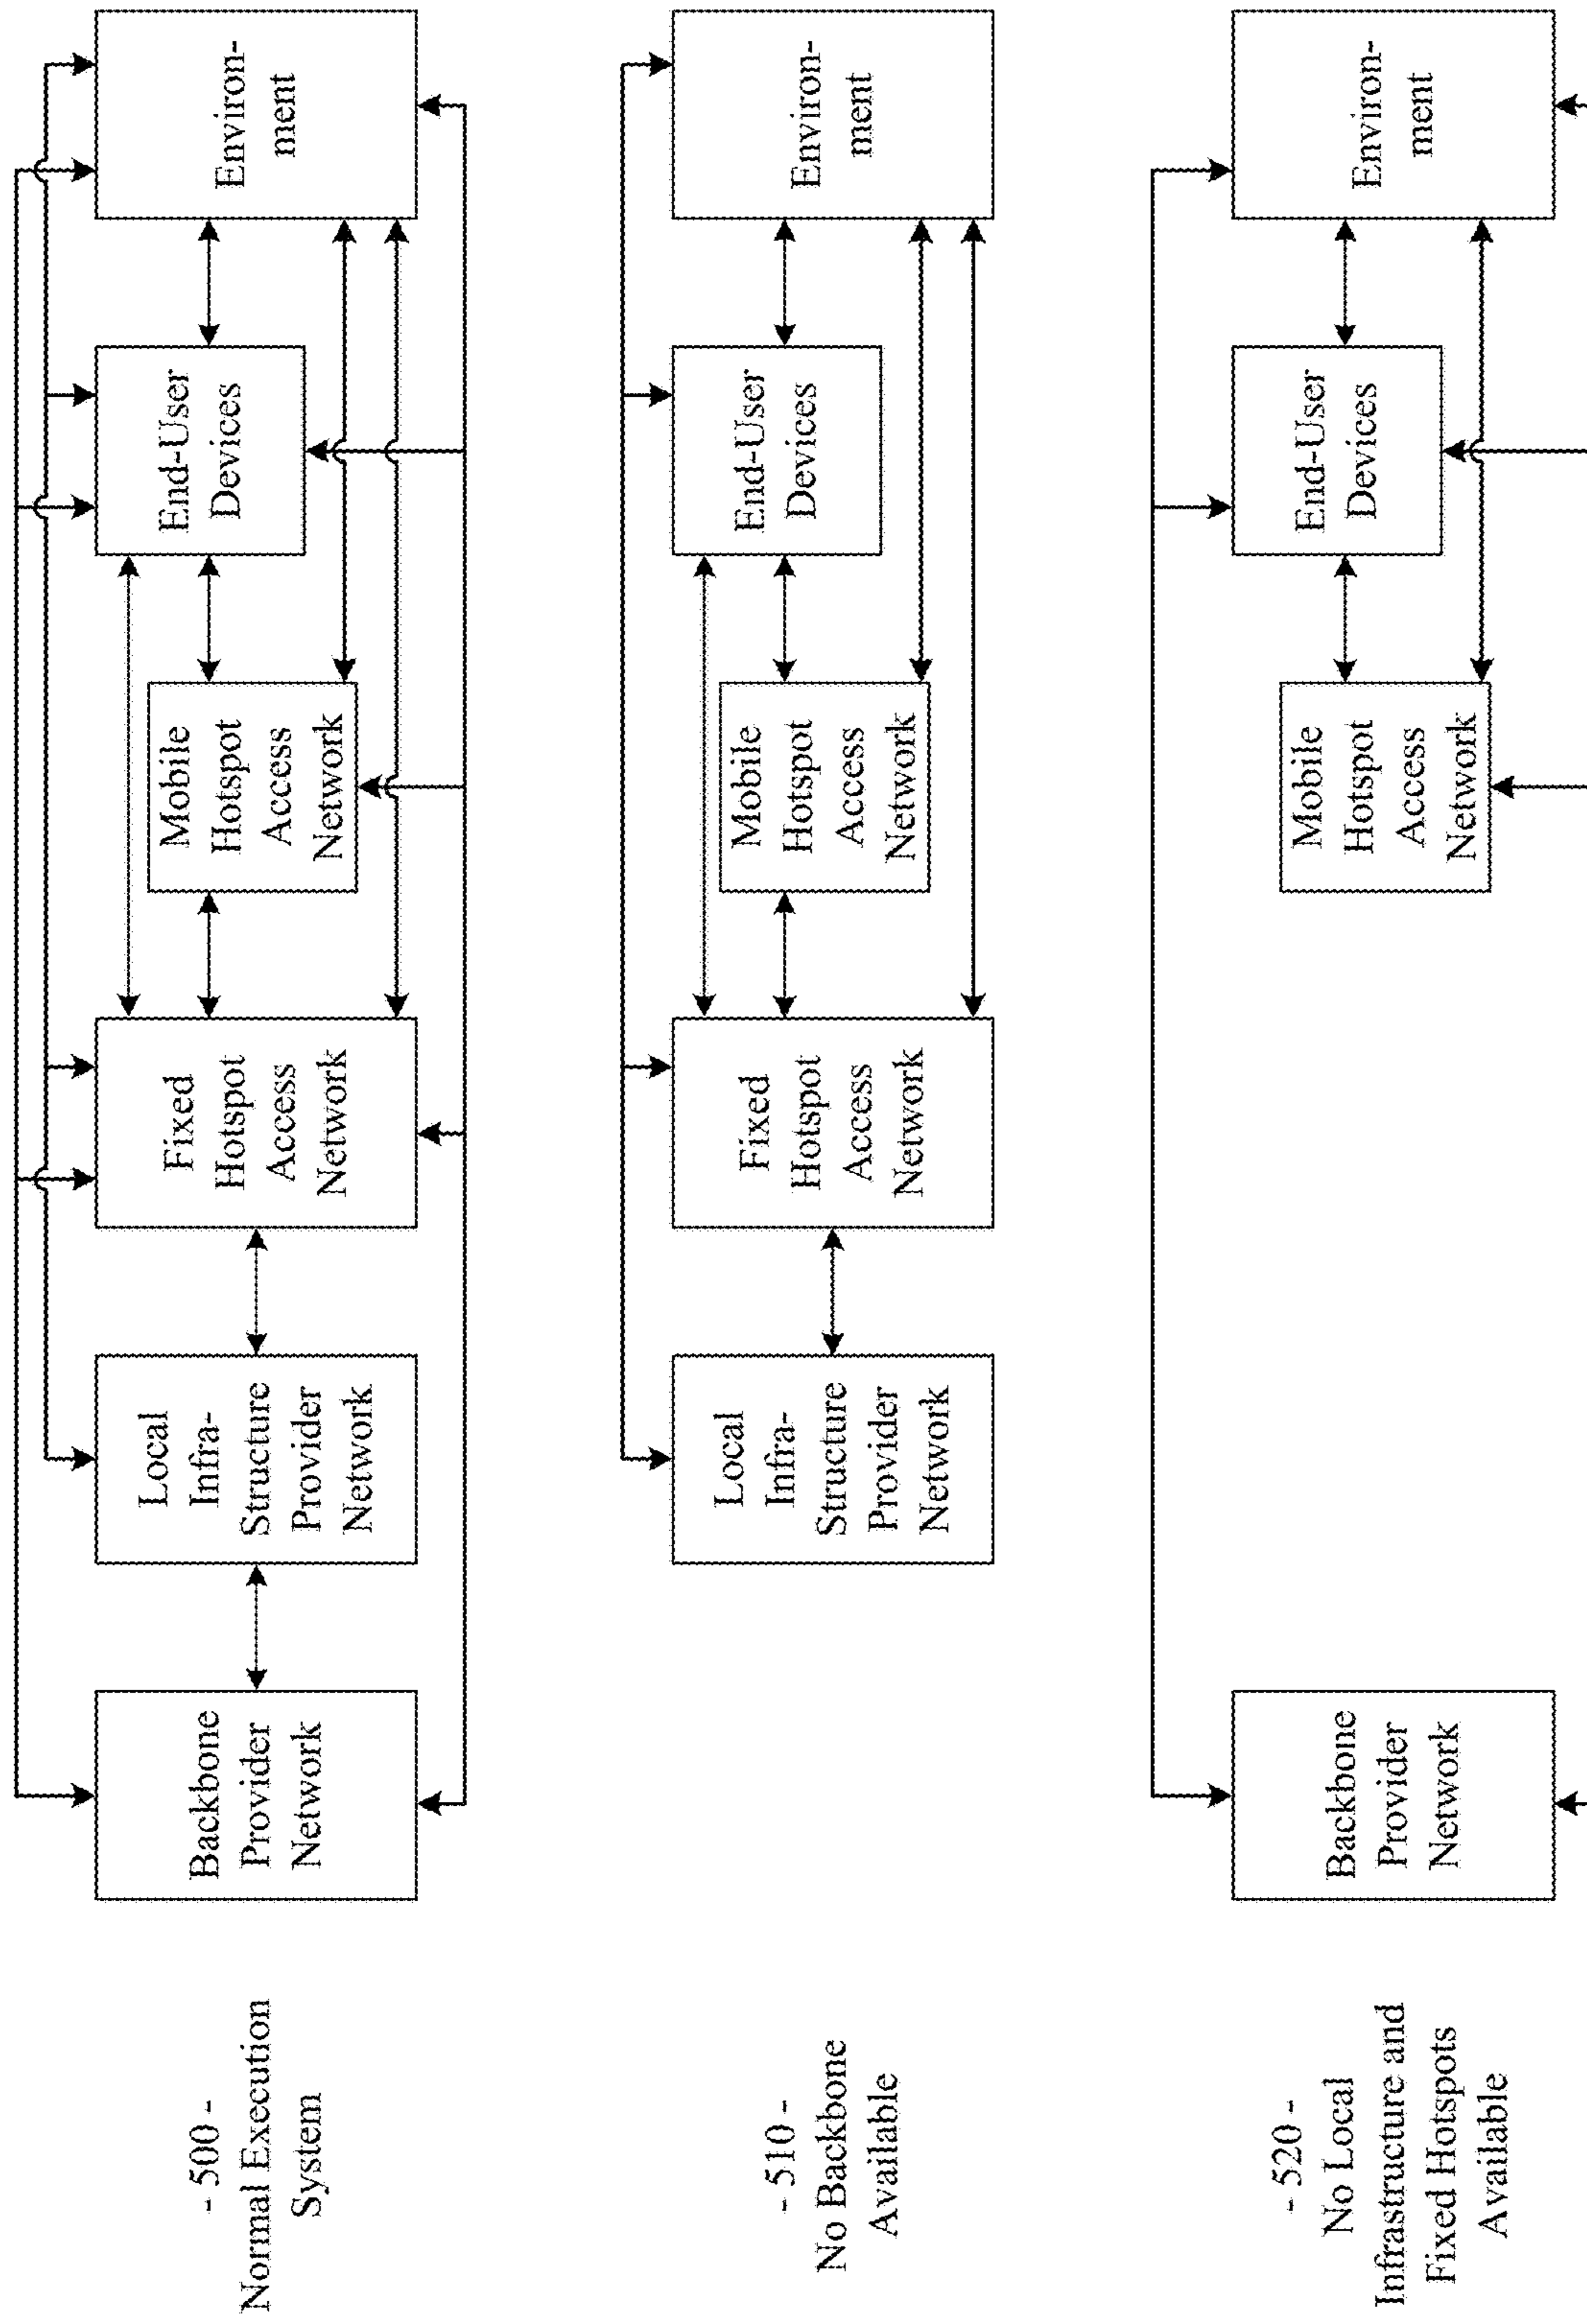 - 500 -
Normal Execution
System
Backbone
Provider
Network
Local
Infra-
Structure
Provider
Network
Fixed
Hotspot
Access
Network
Mobile
Hotspot
Access
Network
End-User
Devices
Environ-
ment
- 510 -
No Backbone
Available
Local
Infra-
Structure
Provider
Network
Fixed
Hotspot
Access
Network
Mobile
Hotspot
Access
Network
End-User
Devices
Environ-
ment
- 520 -
No Local
Infrastructure and
Fixed Hotspots
Available
Backbone
Provider
Network
Mobile
Hotspot
Access
Network
End-User
Devices
Environ-
ment